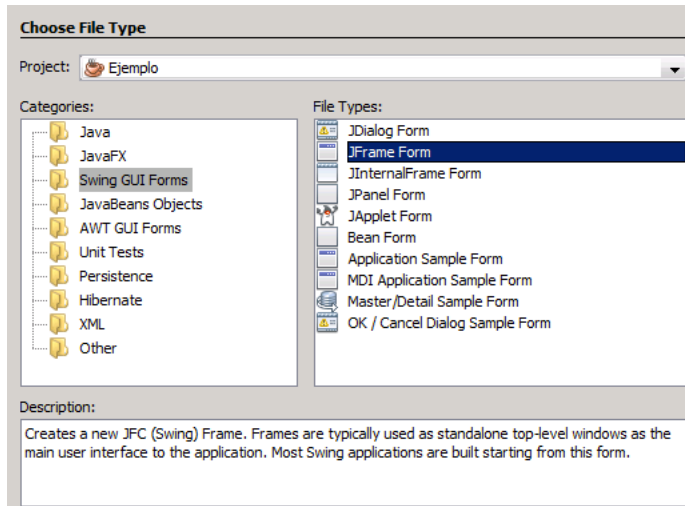 Choose File Type
Project: Ejemplo
Categories:
Java
JavaFX
Swing GUI Forms
JavaBeans Objects
AWT GUI Forms
Unit Tests
Persistence
Hibernate
XML
Other
File Types:
JDialog Form
JFrame Form
JInternalFrame Form
JPanel Form
JApplet Form
Bean Form
Application Sample Form
MDI Application Sample Form
Master/Detail Sample Form
OK / Cancel Dialog Sample Form
Description:
Creates a new JFC (Swing) Frame. Frames are typically used as standalone top-level windows as the
main user interface to the application. Most Swing applications are built starting from this form.